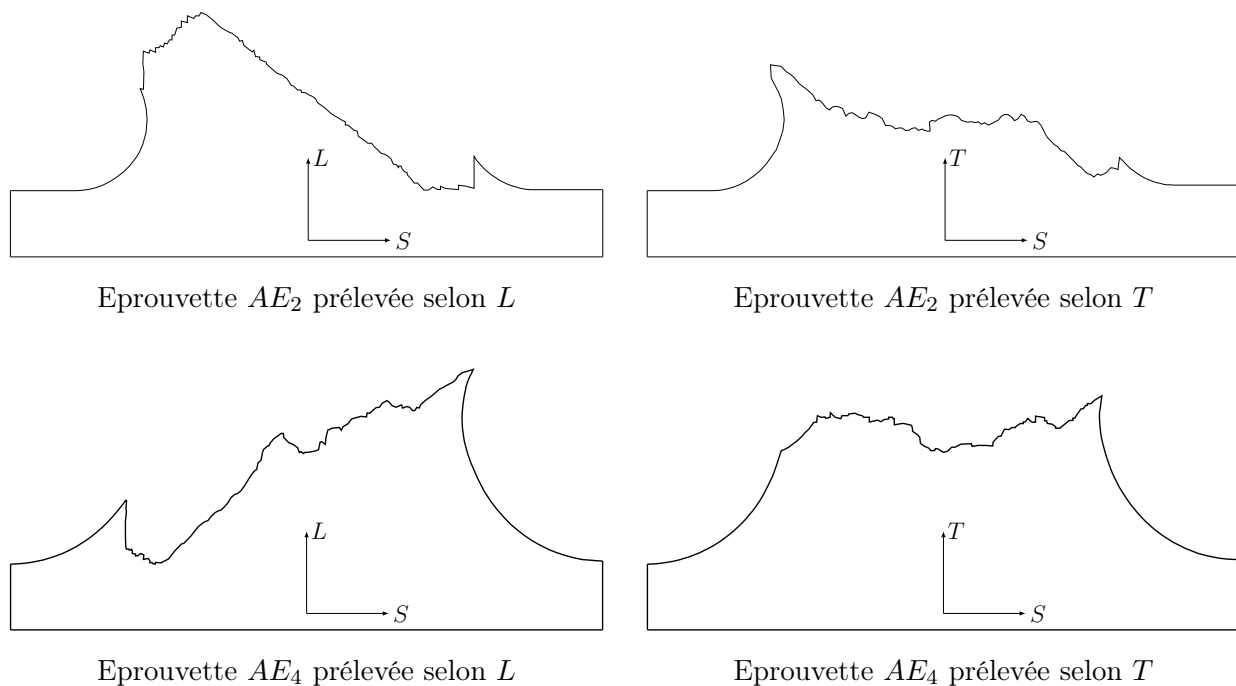 L
S
Eprouvette AE₂ prélevée selon L
T
S
Eprouvette AE₂ prélevée selon T
L
S
Eprouvette AE₄ prélevée selon L
T
S
Eprouvette AE₄ prélevée selon T